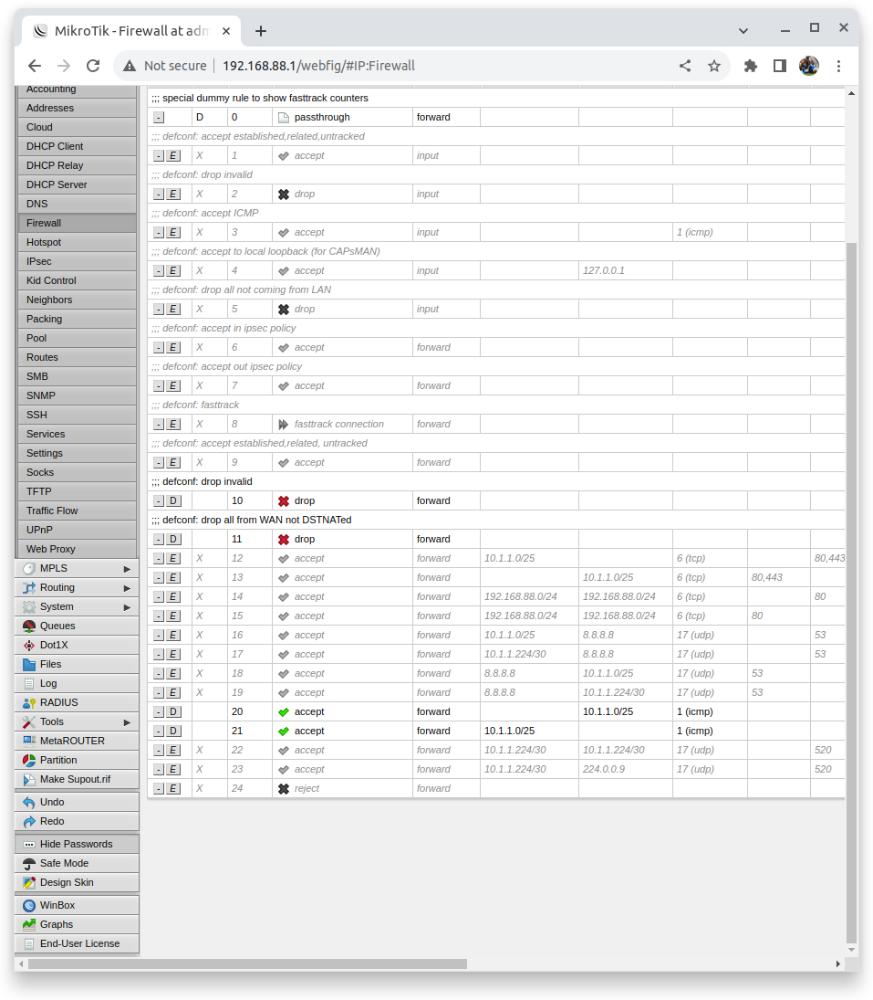 MikroTik - Firewall at adm
Not secure 192.168.88.1/webfig/#IP:Firewall
Accounting
Addresses
Cloud
DHCP Client
DHCP Relay
DHCP Server
DNS
Firewall
Hotspot
IPsec
Kid Control
Neighbors
Packing
Pool
Routes
SMB
SNMP
SSH
Services
Settings
Socks
TFTP
Traffic Flow
UPnP
Web Proxy
MPLS
Routing
System
Queues
Dot1X
Files
Log
RADIUS
Tools
MetaROUTER
Partition
Make Supout.rif
Undo
Redo
Hide Passwords
Safe Mode
Design Skin
WinBox
Graphs
End-User License
;;; special dummy rule to show fasttrack counters
- D 0 passthrough forward
;;; defconf: accept established,related,untracked
- E X 1 accept input
;;; defconf: drop invalid
- E X 2 drop input
;;; defconf: accept ICMP
- E X 3 accept input 1 (icmp)
;;; defconf: accept to local loopback (for CAPsMAN)
- E X 4 accept input 127.0.0.1
;;; defconf: drop all not coming from LAN
- E X 5 drop input
;;; defconf: accept in ipsec policy
- E X 6 accept forward
;;; defconf: accept out ipsec policy
- E X 7 accept forward
;;; defconf: fasttrack
- E X 8 fasttrack connection forward
;;; defconf: accept established,related, untracked
- E X 9 accept forward
;;; defconf: drop invalid
- D 10 drop forward
;;; defconf: drop all from WAN not DSTNATed
- D 11 drop forward
- E X 12 accept forward 10.1.1.0/25 6 (tcp) 80,443
- E X 13 accept forward 10.1.1.0/25 6 (tcp) 80,443
- E X 14 accept forward 192.168.88.0/24 192.168.88.0/24 6 (tcp) 80
- E X 15 accept forward 192.168.88.0/24 192.168.88.0/24 6 (tcp) 80
- E X 16 accept forward 10.1.1.0/25 8.8.8.8 17 (udp) 53
- E X 17 accept forward 10.1.1.224/30 8.8.8.8 17 (udp) 53
- E X 18 accept forward 8.8.8.8 10.1.1.0/25 17 (udp) 53
- E X 19 accept forward 8.8.8.8 10.1.1.224/30 17 (udp) 53
- D 20 accept forward 10.1.1.0/25 1 (icmp)
- D 21 accept forward 10.1.1.0/25 1 (icmp)
- E X 22 accept forward 10.1.1.224/30 10.1.1.224/30 17 (udp) 520
- E X 23 accept forward 10.1.1.224/30 224.0.0.9 17 (udp) 520
- E X 24 reject forward